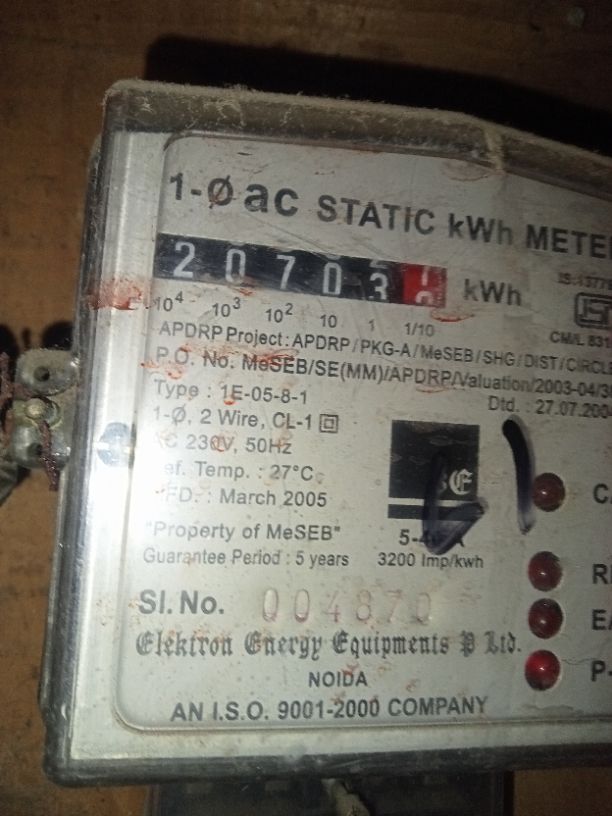 1-Ø ac STATIC kWh METE
2 0 7 0 3 kWh
10⁴ 10³ 10² 10 1 1/10
APDRP Project : APDRP / PKG-A / MeSEB / SHG / DIST / CIRCLE
P.O. No. MeSEB/SE(MM)/APDRP/Valuation/2003-04/3
Dtd. : 27.07.200
Type : 1E-05-8-1
1-Ø, 2 Wire, CL-1
AC 230V, 50Hz
ef. Temp. : 27°C
FD. : March 2005
"Property of MeSEB"
Guarantee Period : 5 years
3200 Imp/kwh
C
E/
P-
Sl. No. 004870
Elektron Energy Equipments P Ltd.
NOIDA
AN I.S.O. 9001-2000 COMPANY